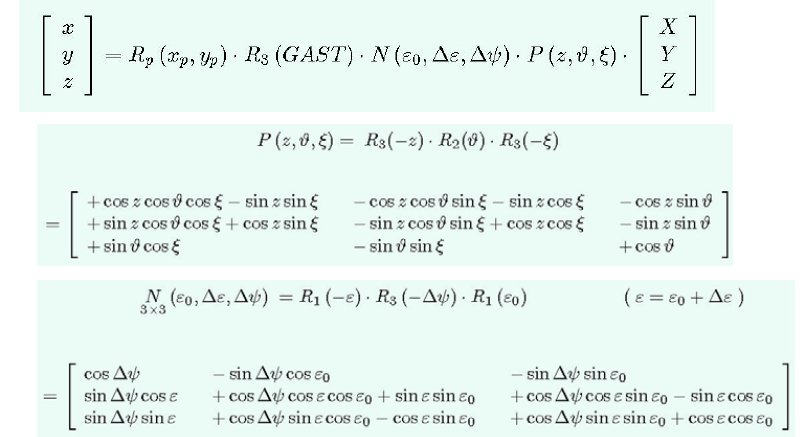 [ x y z ] = R_p (x_p, y_p) · R_3 (GAST) · N (ε_0, Δε, Δψ) · P (z, ϑ, ξ) · [ X Y Z ]
P (z, ϑ, ξ) = R_3(−z) · R_2(ϑ) · R_3(−ξ)
= [ + cos z cos ϑ cos ξ − sin z sin ξ    − cos z cos ϑ sin ξ − sin z cos ξ    − cos z sin ϑ
+ sin z cos ϑ cos ξ + cos z sin ξ    − sin z cos ϑ sin ξ + cos z cos ξ    − sin z sin ϑ
+ sin ϑ cos ξ    − sin ϑ sin ξ    + cos ϑ ]
N (ε_0, Δε, Δψ) = R_1 (−ε) · R_3 (−Δψ) · R_1 (ε_0)    ( ε = ε_0 + Δε )
3×3
= [ cos Δψ    − sin Δψ cos ε_0    − sin Δψ sin ε_0
sin Δψ cos ε    + cos Δψ cos ε cos ε_0 + sin ε sin ε_0    + cos Δψ cos ε sin ε_0 − sin ε cos ε_0
sin Δψ sin ε    + cos Δψ sin ε cos ε_0 − cos ε sin ε_0    + cos Δψ sin ε sin ε_0 + cos ε cos ε_0 ]